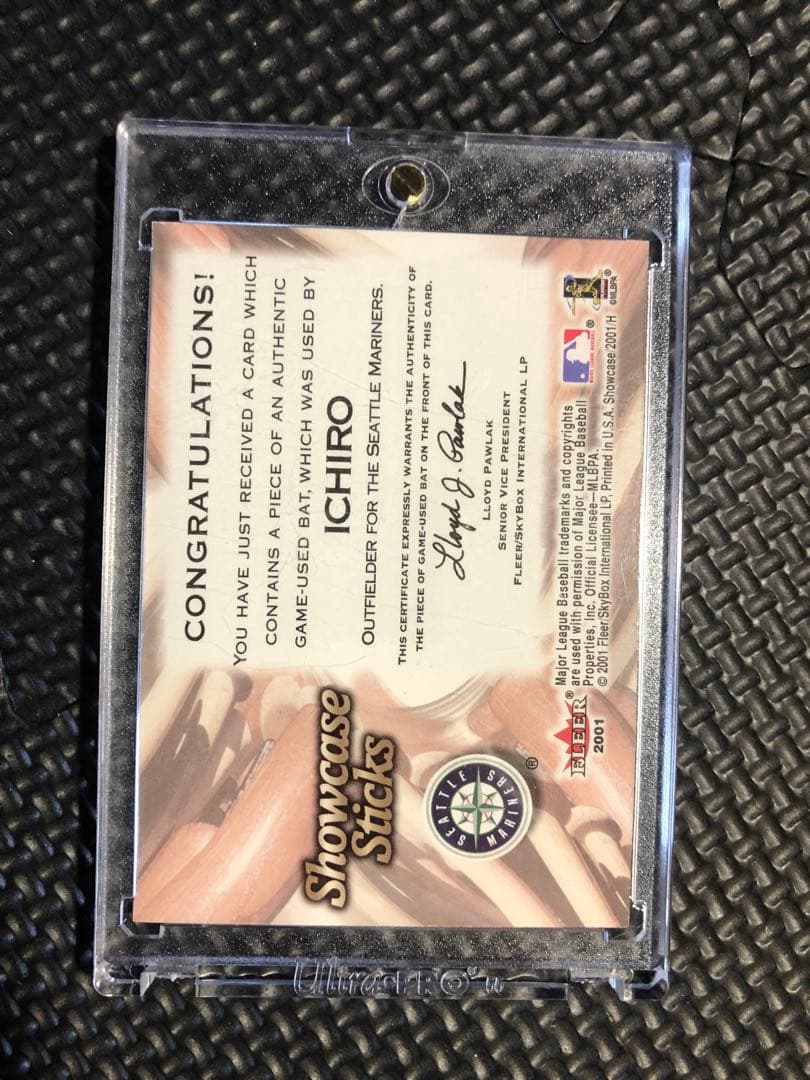 CONGRATULATIONS!
YOU HAVE JUST RECEIVED A CARD WHICH
CONTAINS A PIECE OF AN AUTHENTIC
GAME-USED BAT, WHICH WAS USED BY
ICHIRO
OUTFIELDER FOR THE SEATTLE MARINERS.
THIS CERTIFICATE EXPRESSLY WARRANTS THE AUTHENTICITY OF
THE PIECE OF GAME-USED BAT ON THE FRONT OF THIS CARD.
Lloyd J. Pawlak
LLOYD PAWLAK
SENIOR VICE PRESIDENT
FLEER/SKYBOX INTERNATIONAL LP
Showcase
Sticks
SEATTLE
MARINERS
®
FLEER®
2001
Major League Baseball trademarks and copyrights
are used with permission of Major League Baseball
Properties, Inc. Official Licensee—MLBPA.
© 2001 Fleer/SkyBox International LP, Printed in U.S.A. Showcase/2001/H
®
©MLBPA
Ultra•PRO®